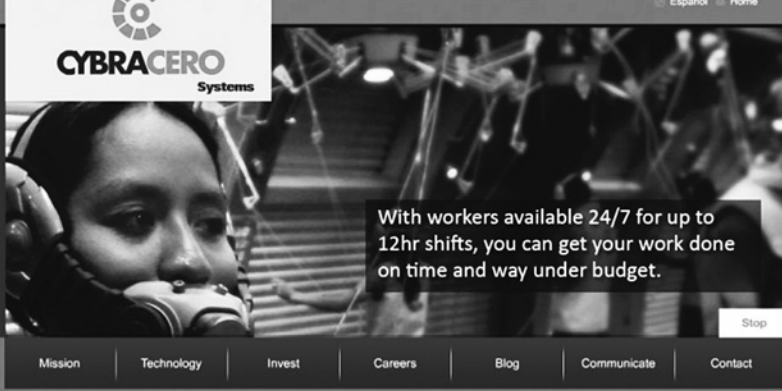 Español Home
CYBRACERO
Systems
With workers available 24/7 for up to
12hr shifts, you can get your work done
on time and way under budget.
Stop
Mission Technology Invest Careers Blog Communicate Contact